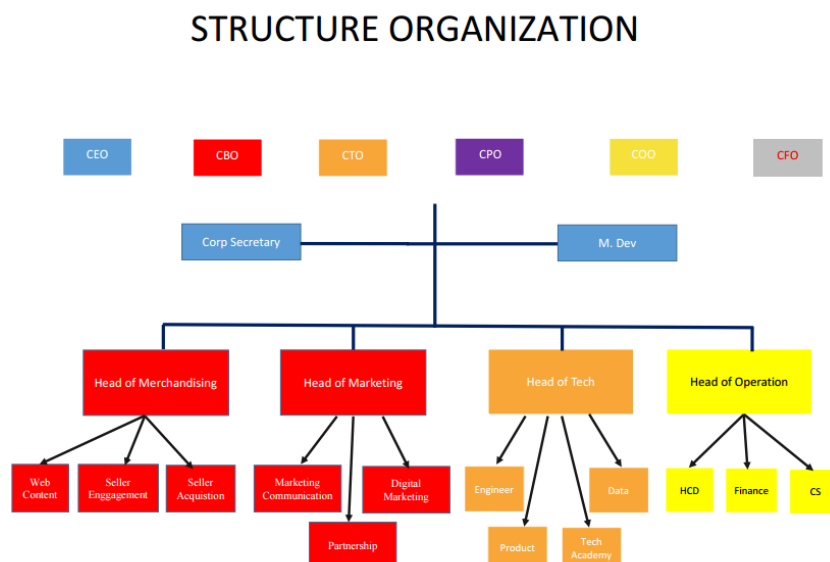 STRUCTURE ORGANIZATION
CEO
CBO
CTO
CPO
COO
CFO
Corp Secretary
M. Dev
Head of Merchandising
Head of Marketing
Head of Tech
Head of Operation
Web
Content
Seller
Enggagement
Seller
Acquistion
Marketing
Communication
Digital
Marketing
Partnership
Engineer
Data
Product
Tech
Academy
HCD
Finance
CS